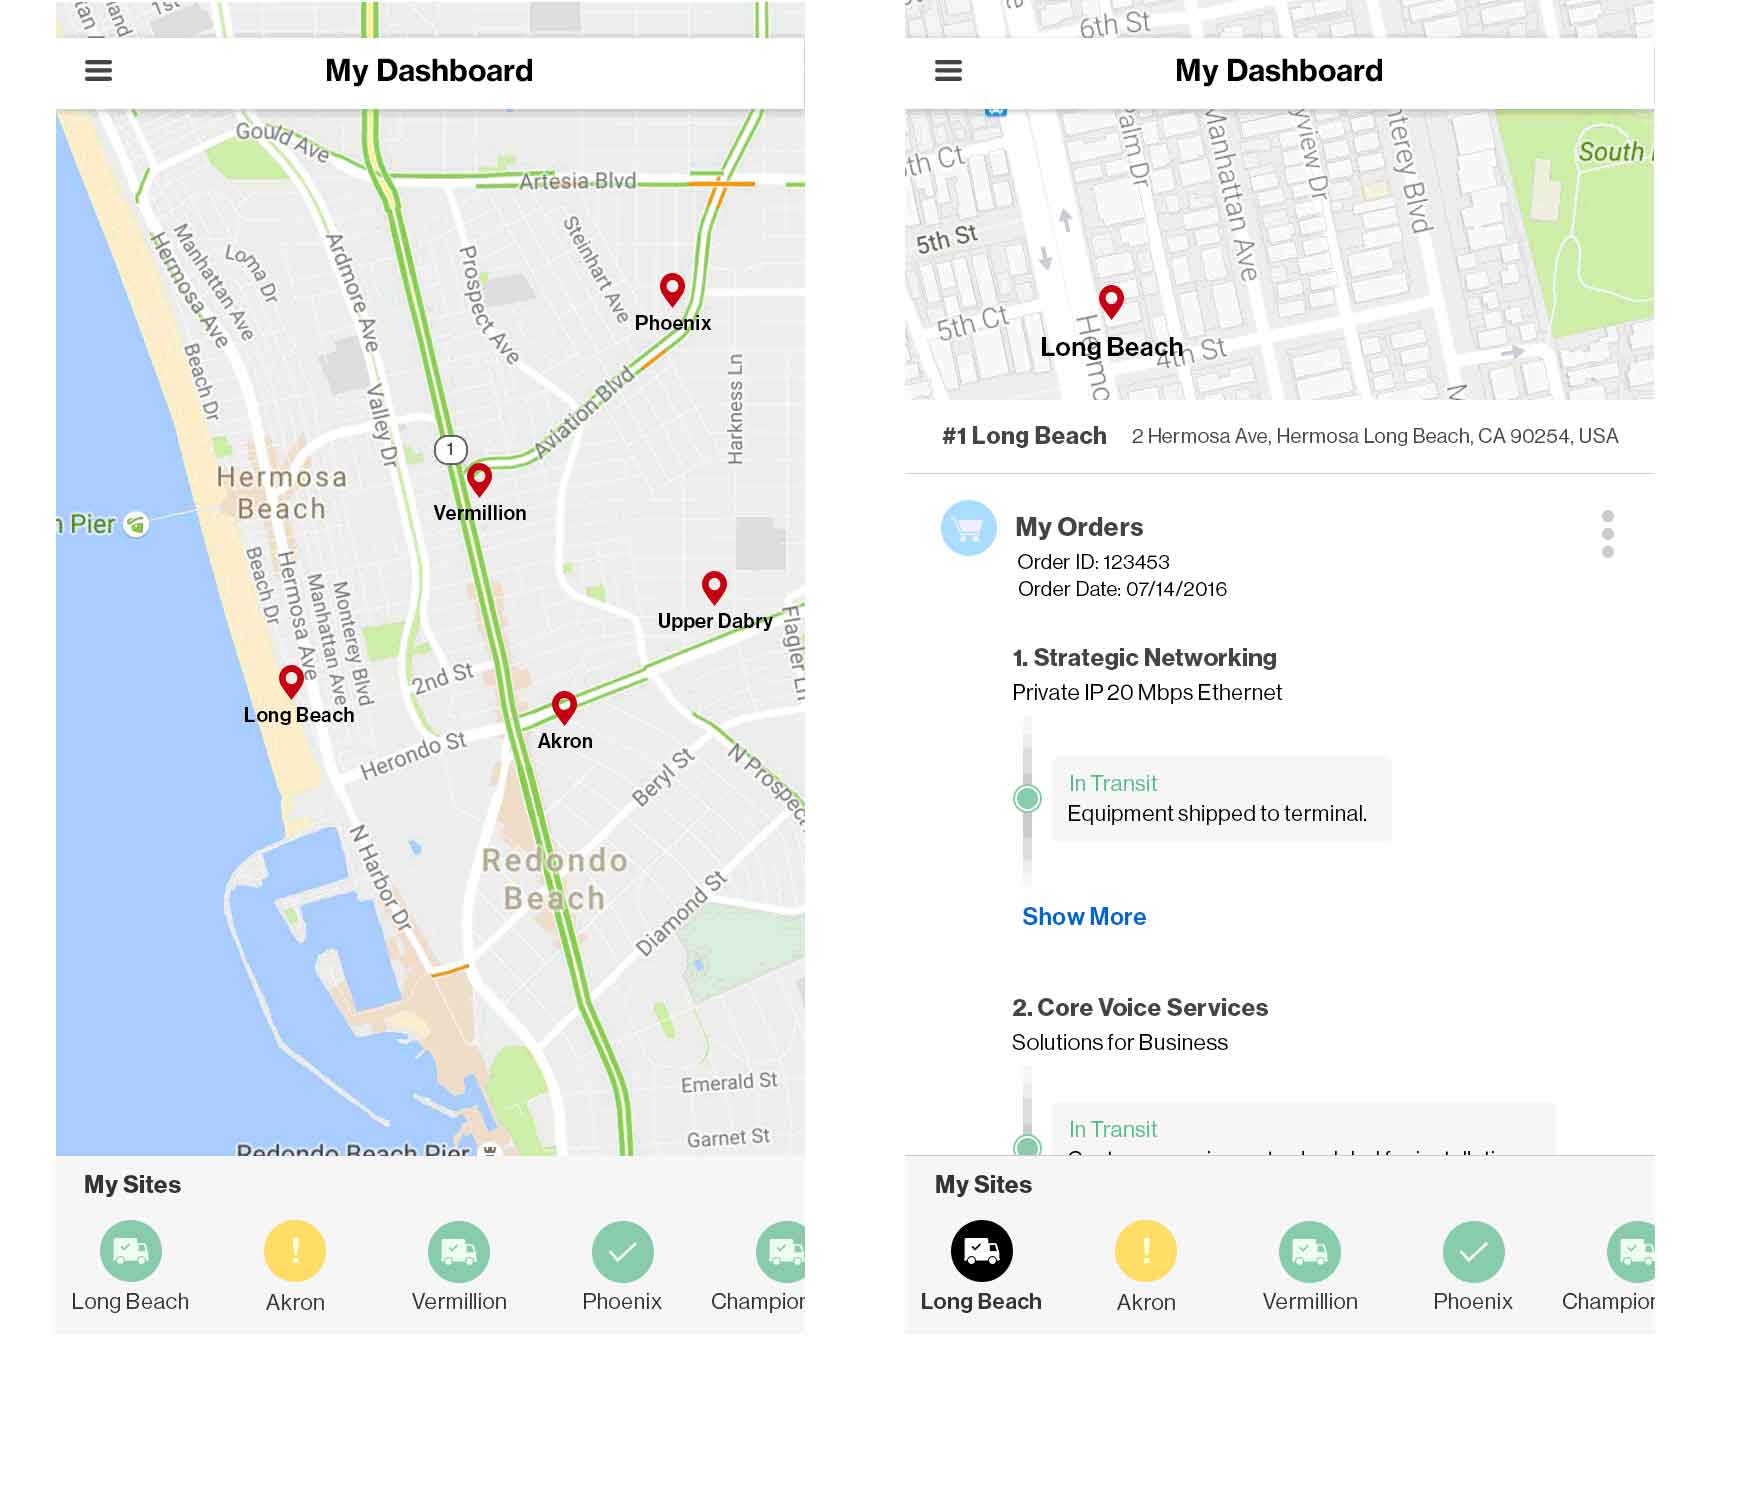 My Dashboard
Gould Ave
Artesia Blvd
Steinhart Ave
Manhattan Ave
Hermosa Ave
Loma Dr
Ardmore Ave
Prospect Ave
Phoenix
Beach Dr
Valley Dr
Aviation Blvd
Harkness Ln
1
Hermosa
Beach
Vermillion
n Pier
Beach Dr
Hermosa Ave
Manhattan Ave
Monterey Blvd
Upper Dabry
Flagler Ln
2nd St
Long Beach
Akron
Herondo St
Beryl St
N Prospect
N Harbor Dr
Redondo
Beach
Diamond St
Emerald St
Garnet St
Redondo Beach Pier
My Sites
Long Beach
Akron
Vermillion
Phoenix
Champion
6th St
My Dashboard
th Ct
alm Dr
Manhattan Ave
yview Dr
nterey Blvd
South
5th St
5th Ct
Hermo
Long Beach
4th St
M
#1 Long Beach 2 Hermosa Ave, Hermosa Long Beach, CA 90254, USA
My Orders
Order ID: 123453
Order Date: 07/14/2016
1. Strategic Networking
Private IP 20 Mbps Ethernet
In Transit
Equipment shipped to terminal.
Show More
2. Core Voice Services
Solutions for Business
In Transit
My Sites
Long Beach
Akron
Vermillion
Phoenix
Champion